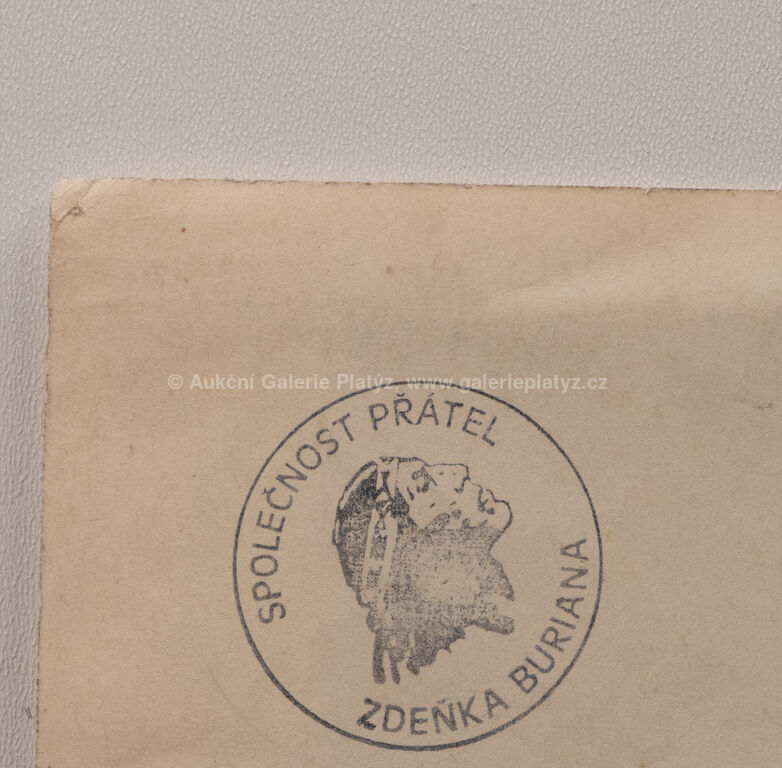 © Aukční Galerie Platýz, www.galerieplatyz.cz
SPOLEČNOST PŘÁTEL
ZDEŇKA BURIANA